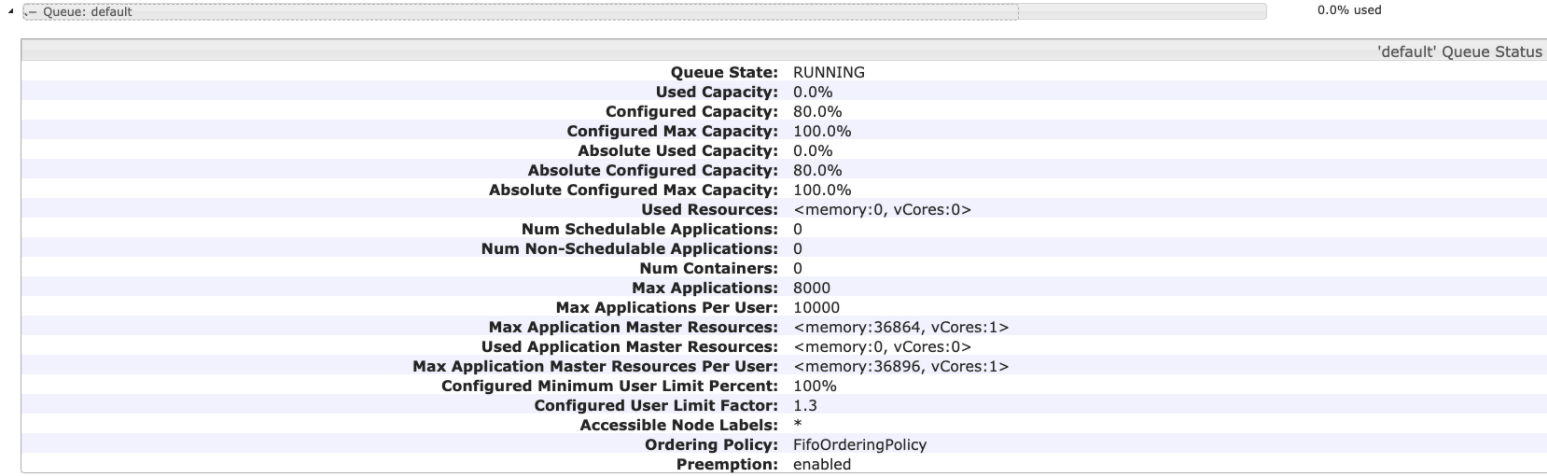 Queue: default 0.0% used
'default' Queue Status
Queue State: RUNNING
Used Capacity: 0.0%
Configured Capacity: 80.0%
Configured Max Capacity: 100.0%
Absolute Used Capacity: 0.0%
Absolute Configured Capacity: 80.0%
Absolute Configured Max Capacity: 100.0%
Used Resources: <memory:0, vCores:0>
Num Schedulable Applications: 0
Num Non-Schedulable Applications: 0
Num Containers: 0
Max Applications: 8000
Max Applications Per User: 10000
Max Application Master Resources: <memory:36864, vCores:1>
Used Application Master Resources: <memory:0, vCores:0>
Max Application Master Resources Per User: <memory:36896, vCores:1>
Configured Minimum User Limit Percent: 100%
Configured User Limit Factor: 1.3
Accessible Node Labels: *
Ordering Policy: FifoOrderingPolicy
Preemption: enabled